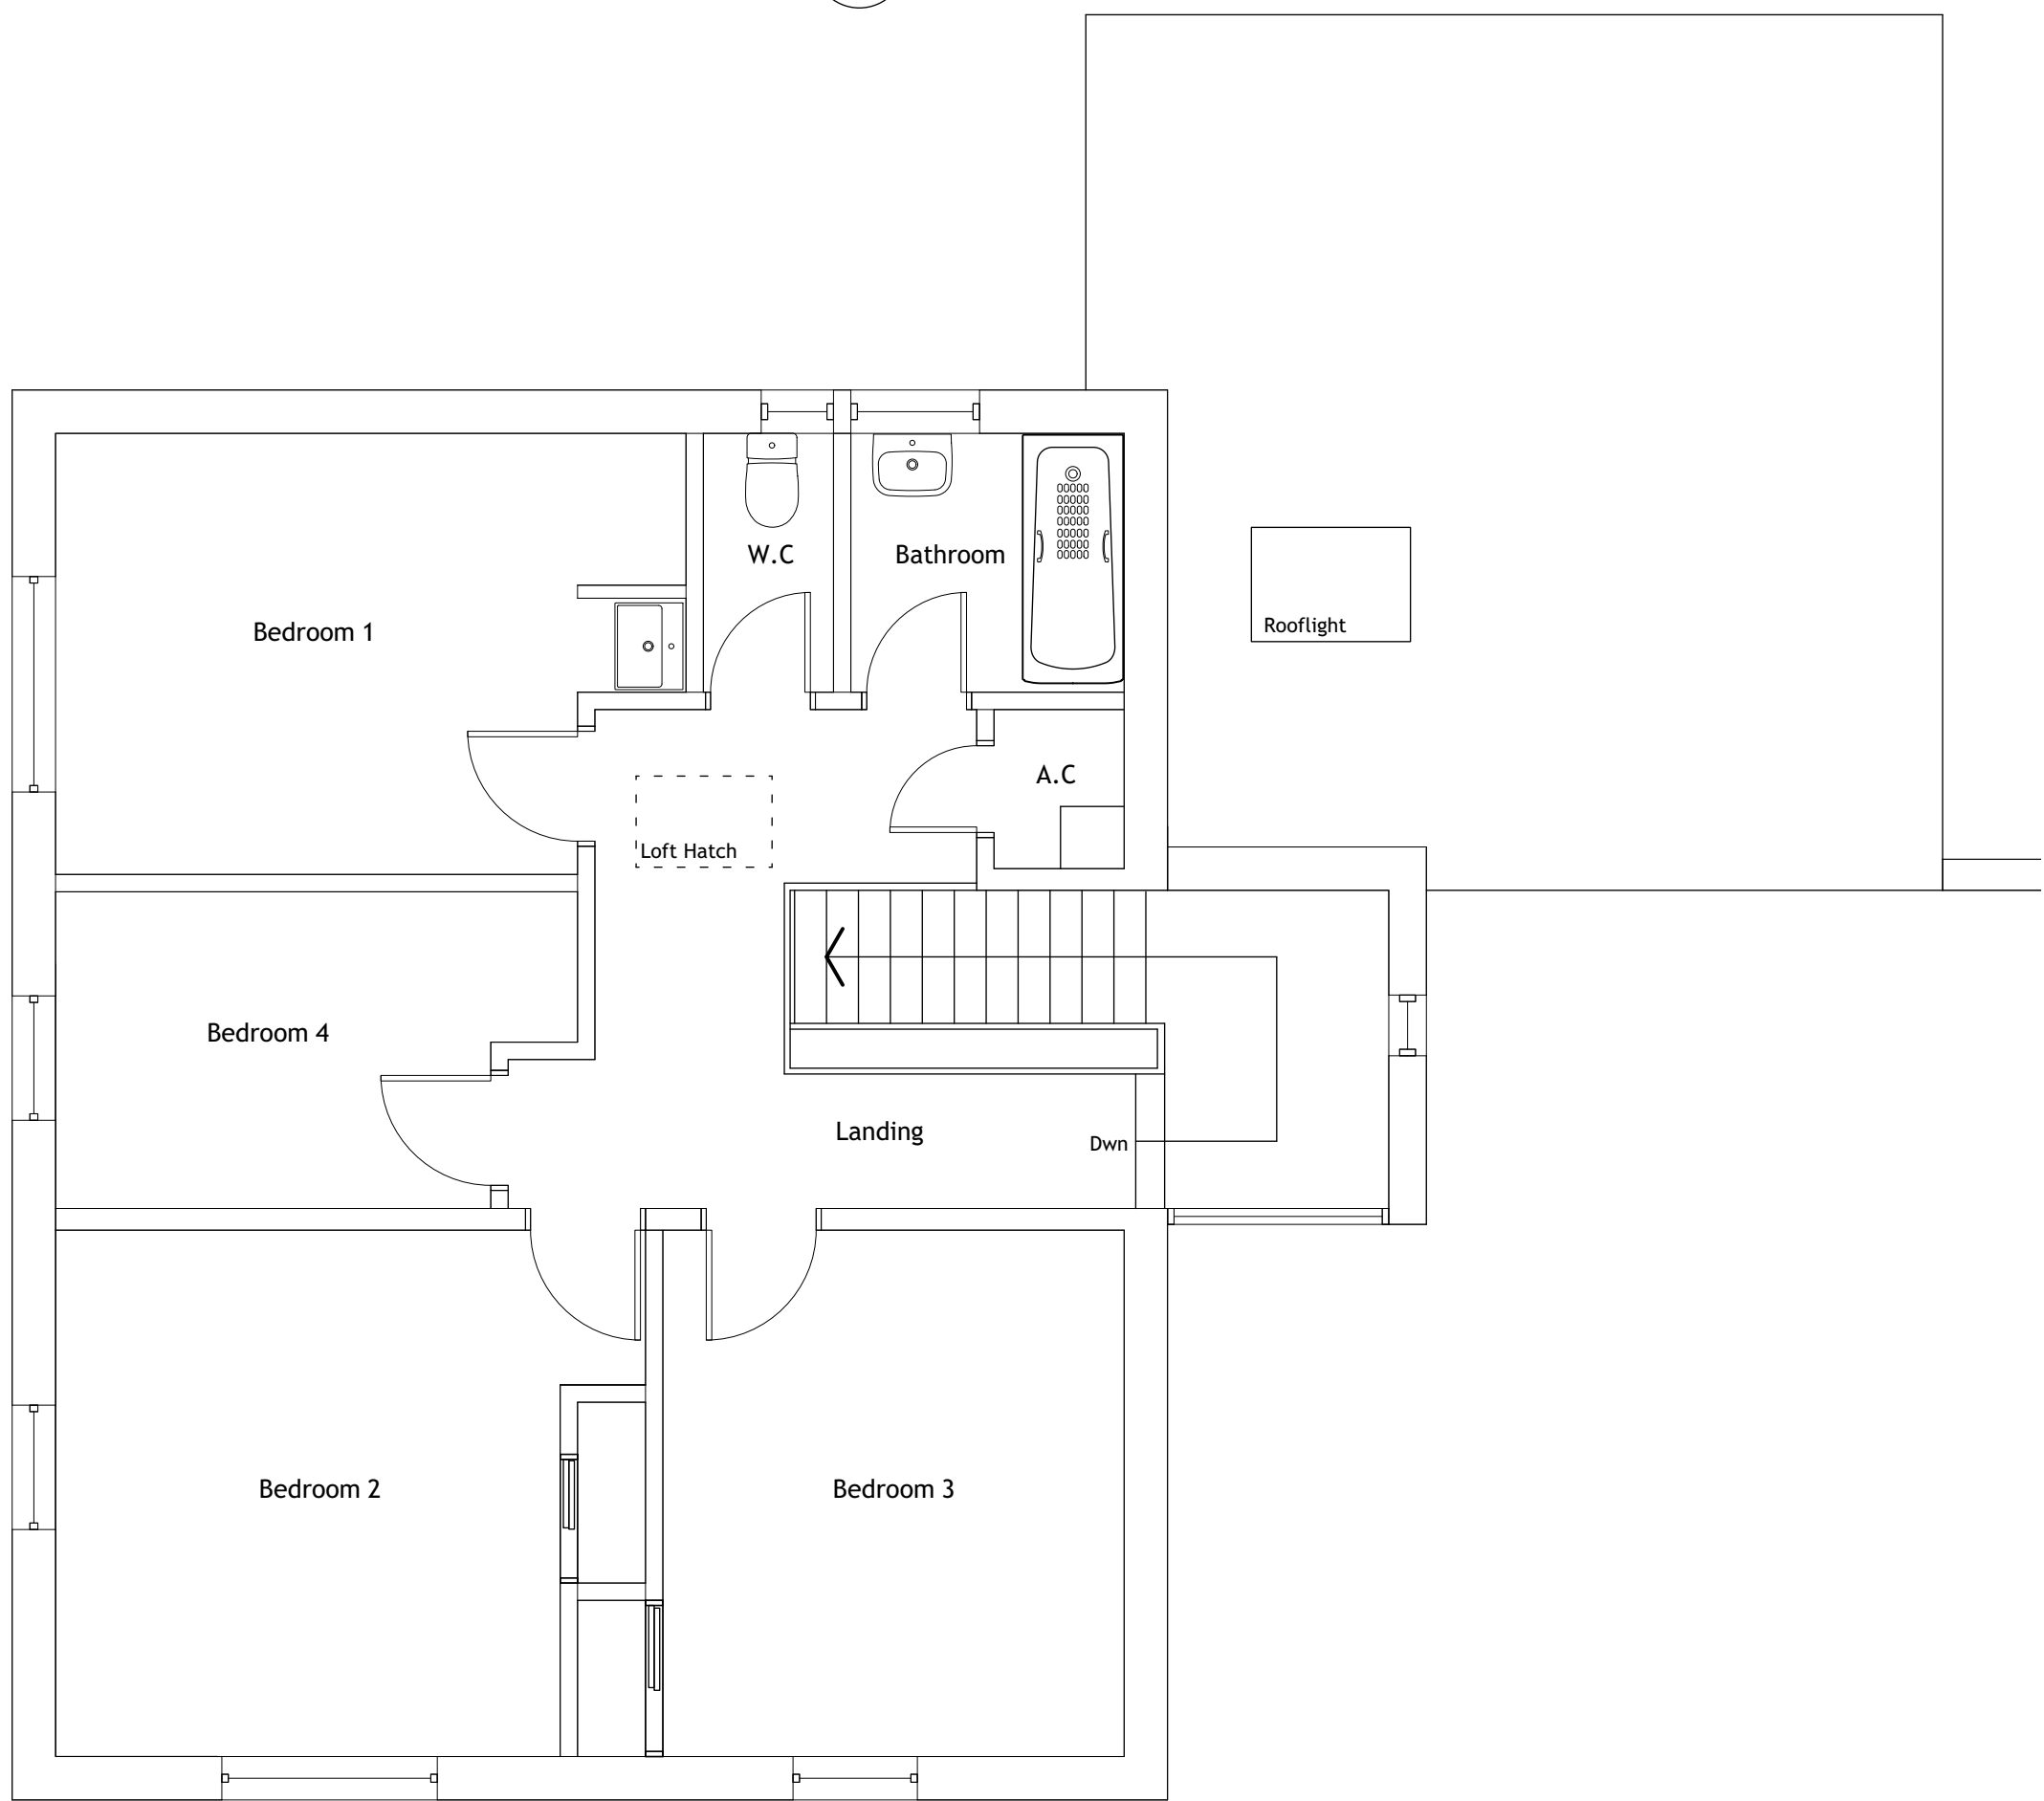 W.C
Bathroom
Bedroom 1
Rooflight
A.C
Loft Hatch
Bedroom 4
Landing
Dwn
Bedroom 2
Bedroom 3